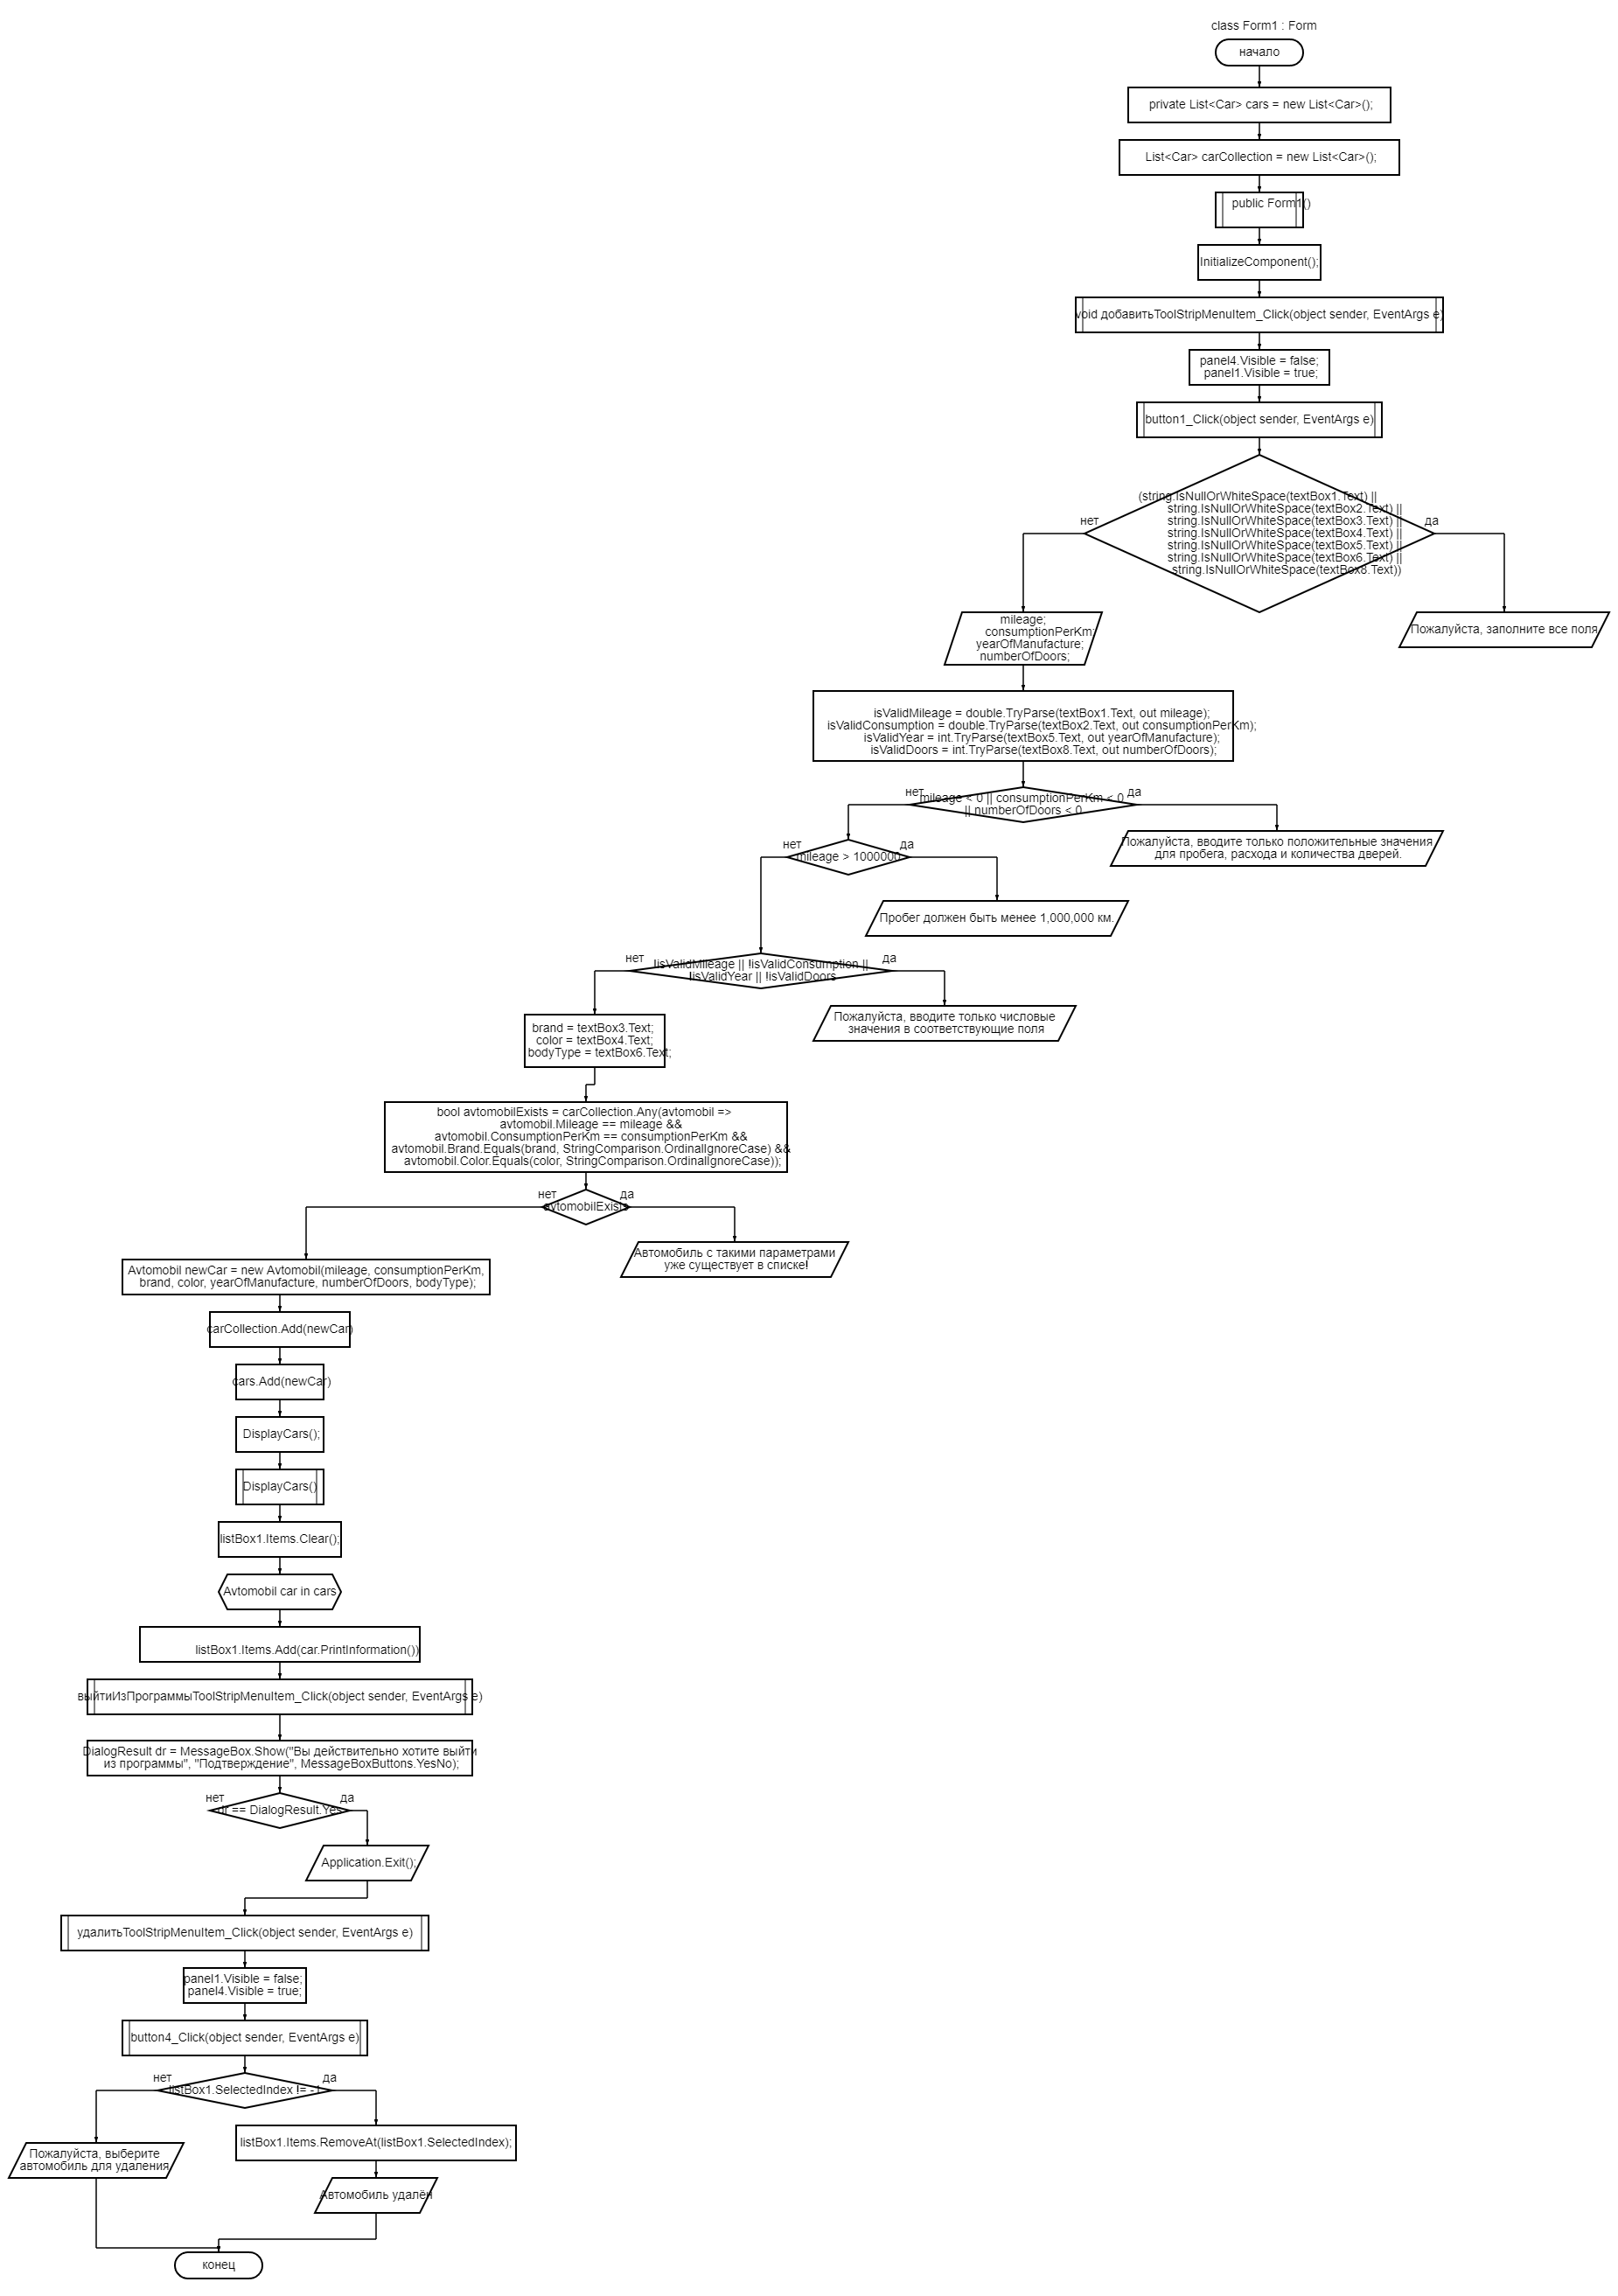 class Form1 : Form
начало
private List<Car> cars = new List<Car>();
List<Car> carCollection = new List<Car>();
public Form1()
InitializeComponent();
void добавитьToolStripMenuItem_Click(object sender, EventArgs e)
panel4.Visible = false;
panel1.Visible = true;
button1_Click(object sender, EventArgs e)
(string.IsNullOrWhiteSpace(textBox1.Text) ||
string.IsNullOrWhiteSpace(textBox2.Text) ||
string.IsNullOrWhiteSpace(textBox3.Text) ||
string.IsNullOrWhiteSpace(textBox4.Text) ||
string.IsNullOrWhiteSpace(textBox5.Text) ||
string.IsNullOrWhiteSpace(textBox6.Text) ||
string.IsNullOrWhiteSpace(textBox8.Text))
нет
да
Пожалуйста, заполните все поля
mileage;
consumptionPerKm;
yearOfManufacture;
numberOfDoors;
isValidMileage = double.TryParse(textBox1.Text, out mileage);
isValidConsumption = double.TryParse(textBox2.Text, out consumptionPerKm);
isValidYear = int.TryParse(textBox5.Text, out yearOfManufacture);
isValidDoors = int.TryParse(textBox8.Text, out numberOfDoors);
нет
да
mileage < 0 || consumptionPerKm < 0
|| numberOfDoors < 0
Пожалуйста, вводите только положительные значения
для пробега, расхода и количества дверей.
нет
да
mileage > 1000000
Пробег должен быть менее 1,000,000 км.
нет
да
!isValidMileage || !isValidConsumption ||
!isValidYear || !isValidDoors
Пожалуйста, вводите только числовые
значения в соответствующие поля
brand = textBox3.Text;
color = textBox4.Text;
bodyType = textBox6.Text;
bool avtomobilExists = carCollection.Any(avtomobil =>
avtomobil.Mileage == mileage &&
avtomobil.ConsumptionPerKm == consumptionPerKm &&
avtomobil.Brand.Equals(brand, StringComparison.OrdinalIgnoreCase) &&
avtomobil.Color.Equals(color, StringComparison.OrdinalIgnoreCase));
нет
да
avtomobilExists
Автомобиль с такими параметрами
уже существует в списке!
Avtomobil newCar = new Avtomobil(mileage, consumptionPerKm,
brand, color, yearOfManufacture, numberOfDoors, bodyType);
carCollection.Add(newCar)
cars.Add(newCar)
DisplayCars();
DisplayCars()
listBox1.Items.Clear();
Avtomobil car in cars
listBox1.Items.Add(car.PrintInformation())
выйтиИзПрограммыToolStripMenuItem_Click(object sender, EventArgs e)
DialogResult dr = MessageBox.Show("Вы действительно хотите выйти
из программы", "Подтверждение", MessageBoxButtons.YesNo);
нет
да
dr == DialogResult.Yes
Application.Exit();
удалитьToolStripMenuItem_Click(object sender, EventArgs e)
panel1.Visible = false;
panel4.Visible = true;
button4_Click(object sender, EventArgs e)
нет
да
listBox1.SelectedIndex != -1
listBox1.Items.RemoveAt(listBox1.SelectedIndex);
Пожалуйста, выберите
автомобиль для удаления
Автомобиль удалён
конец